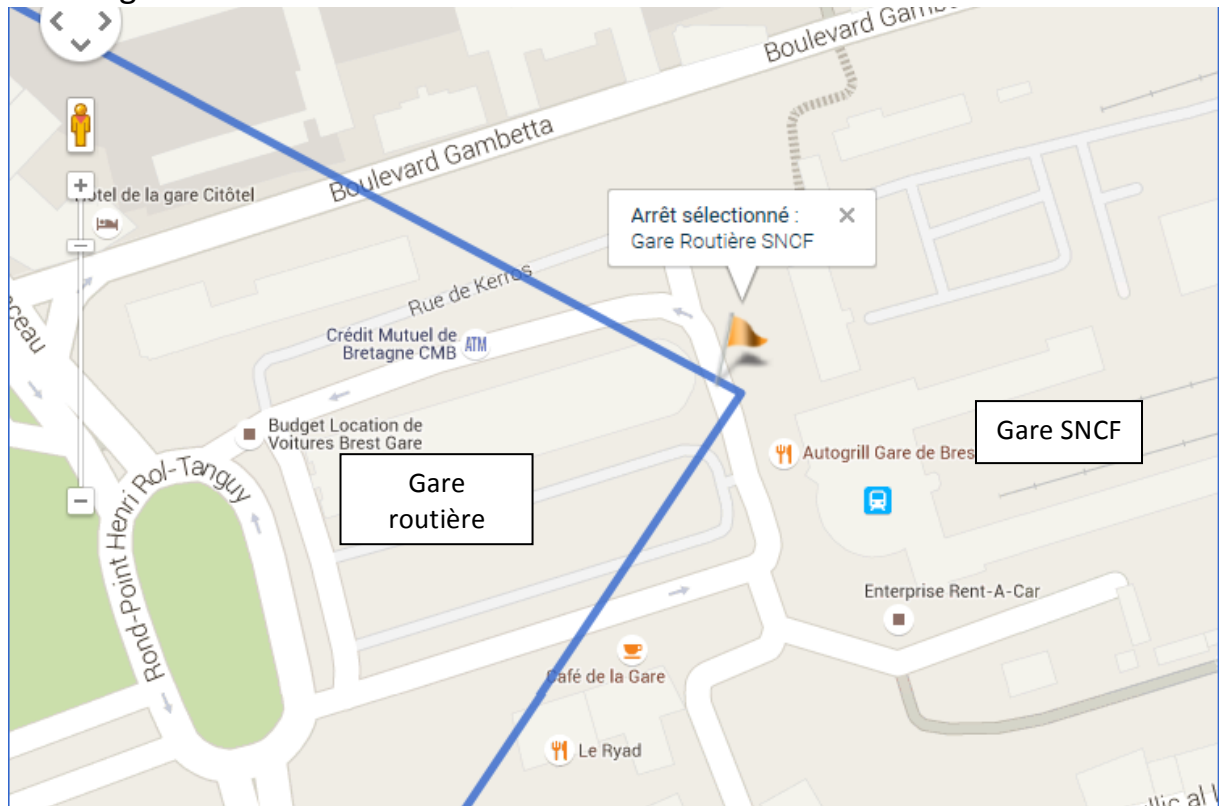 Boulevard Gambetta
Boulevard Gambetta
Hotel de la gare Citôtel
Arrêt sélectionné :
Gare Routière SNCF
Rue de Kerros
Crédit Mutuel de
Bretagne CMB
ATM
Budget Location de
Voitures Brest Gare
Gare SNCF
Autogrill Gare de Bres
Gare
routière
Rond-Point Henri Rol-Tanguy
Enterprise Rent-A-Car
Café de la Gare
Le Ryad